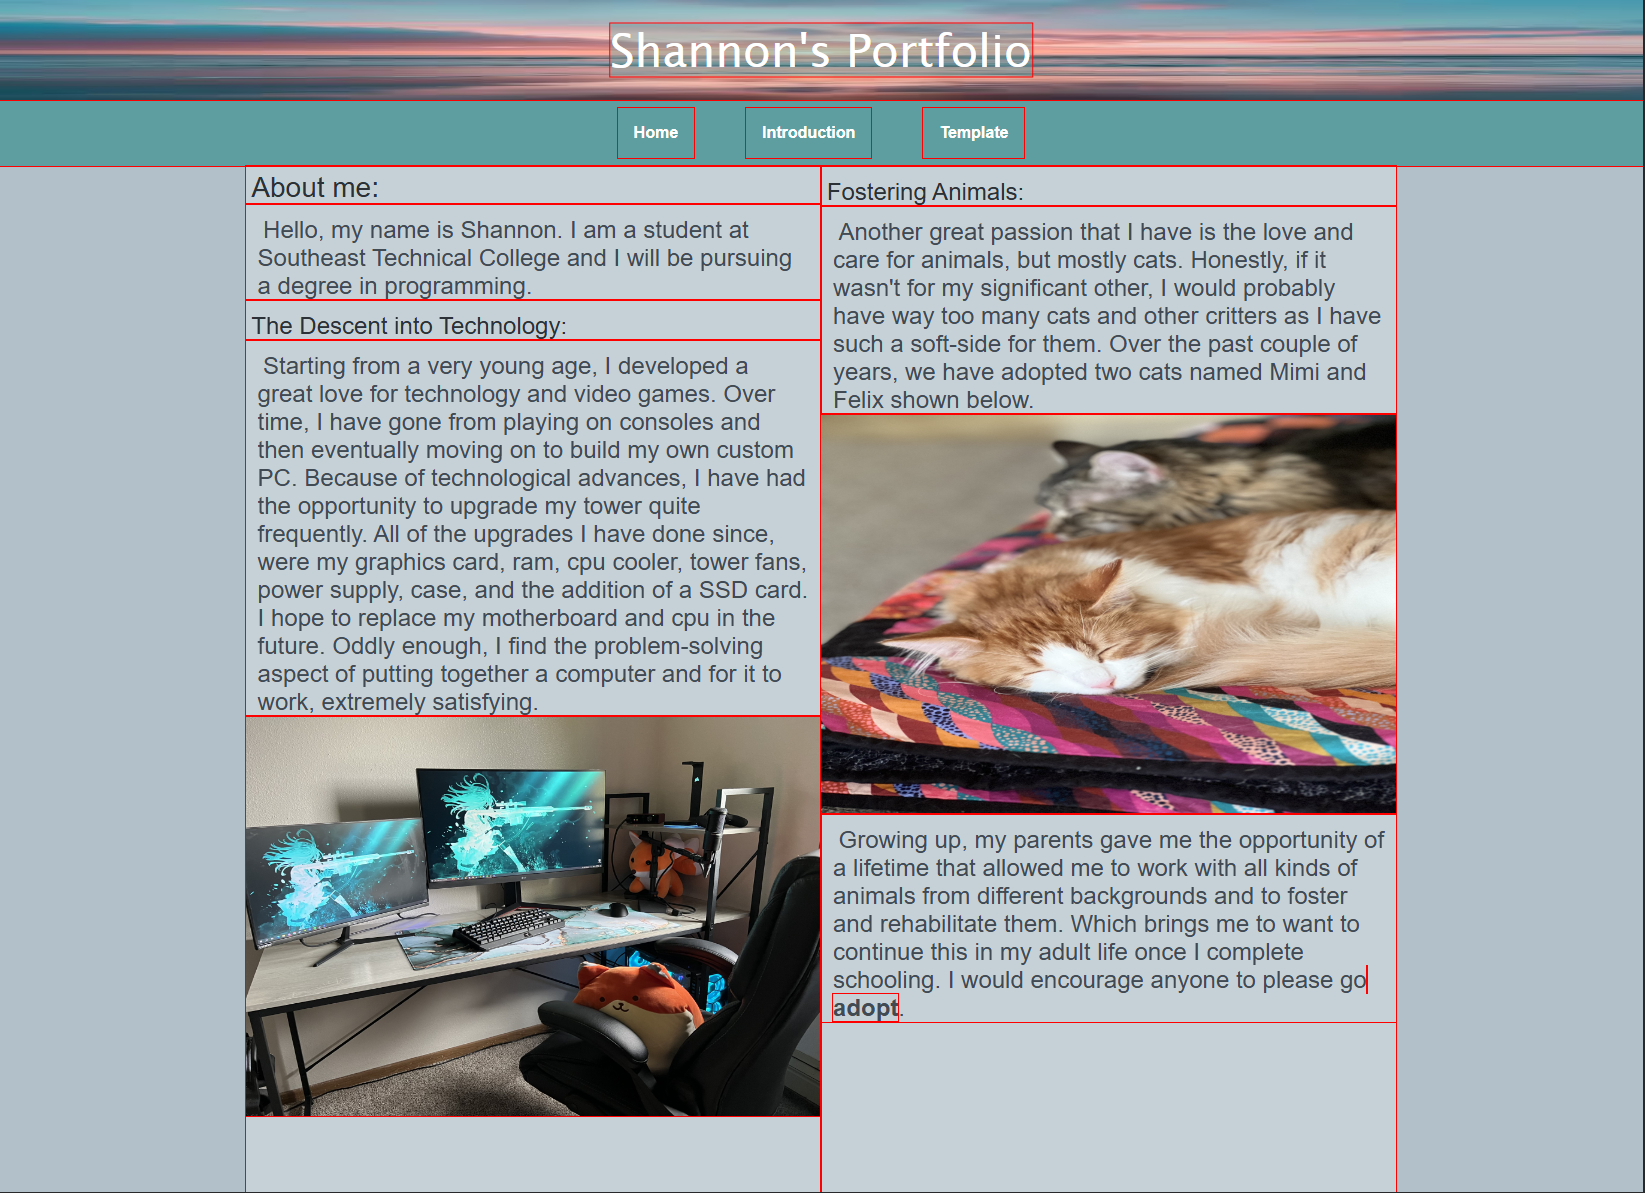 Shannon's Portfolio
Home
Introduction
Template
About me:
Hello, my name is Shannon. I am a student at
Southeast Technical College and I will be pursuing
a degree in programming.
The Descent into Technology:
Starting from a very young age, I developed a
great love for technology and video games. Over
time, I have gone from playing on consoles and
then eventually moving on to build my own custom
PC. Because of technological advances, I have had
the opportunity to upgrade my tower quite
frequently. All of the upgrades I have done since,
were my graphics card, ram, cpu cooler, tower fans,
power supply, case, and the addition of a SSD card.
I hope to replace my motherboard and cpu in the
future. Oddly enough, I find the problem-solving
aspect of putting together a computer and for it to
work, extremely satisfying.
Fostering Animals:
Another great passion that I have is the love and
care for animals, but mostly cats. Honestly, if it
wasn't for my significant other, I would probably
have way too many cats and other critters as I have
such a soft-side for them. Over the past couple of
years, we have adopted two cats named Mimi and
Felix shown below.
Growing up, my parents gave me the opportunity of
a lifetime that allowed me to work with all kinds of
animals from different backgrounds and to foster
and rehabilitate them. Which brings me to want to
continue this in my adult life once I complete
schooling. I would encourage anyone to please go
adopt.